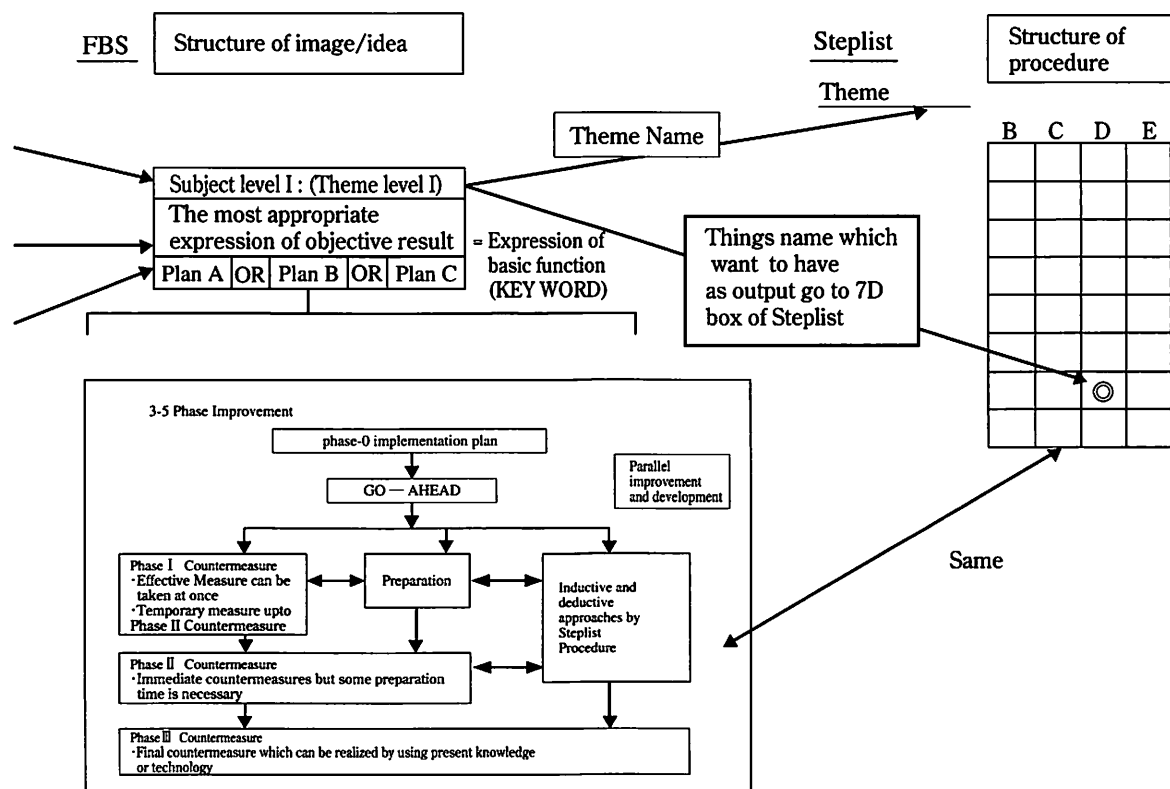 FBS
Structure of image/idea
Steplist
Structure of
procedure
Theme
Theme Name
B C D E
Subject level I : (Theme level I)
The most appropriate
expression of objective result
Plan A OR Plan B OR Plan C
= Expression of
basic function
(KEY WORD)
Things name which
want to have
as output go to 7D
box of Steplist
3-5 Phase Improvement
phase-0 implementation plan
GO — AHEAD
Parallel
improvement
and development
Phase I Countermeasure
・Effective Measure can be
taken at once
・Temporary measure upto
Phase II Countermeasure
Preparation
Inductive and
deductive
approaches by
Steplist
Procedure
Same
Phase II Countermeasure
・Immediate countermeasures but some preparation
time is necessary
Phase III Countermeasure
・Final countermeasure which can be realized by using present knowledge
or technology